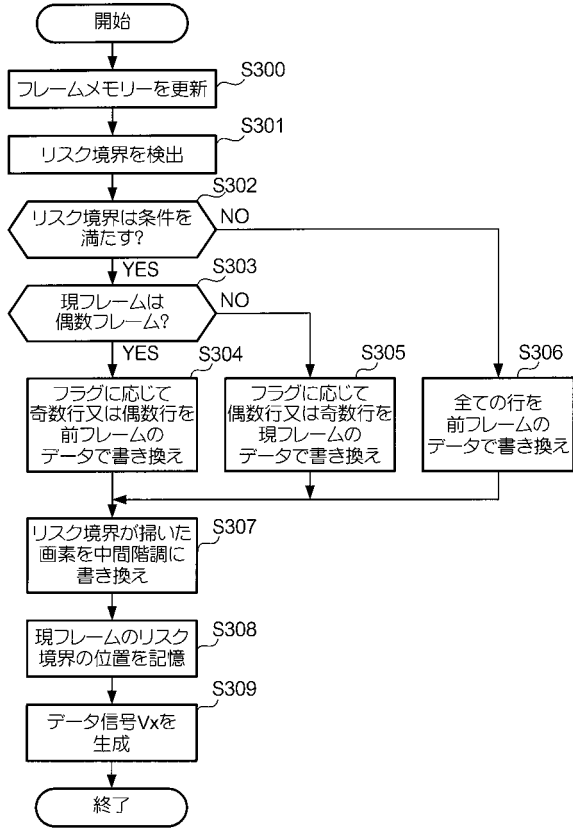 開始
S300
フレームメモリーを更新
S301
リスク境界を検出
S302
リスク境界は条件を
満たす?
NO
YES
S303
現フレームは
偶数フレーム?
NO
YES
S304
フラグに応じて
奇数行又は偶数行を
前フレームの
データで書き換え
S305
フラグに応じて
偶数行又は奇数行を
現フレームの
データで書き換え
S306
全ての行を
前フレームの
データで書き換え
S307
リスク境界が掃いた
画素を中間階調に
書き換え
S308
現フレームのリスク
境界の位置を記憶
S309
データ信号Vxを
生成
終了